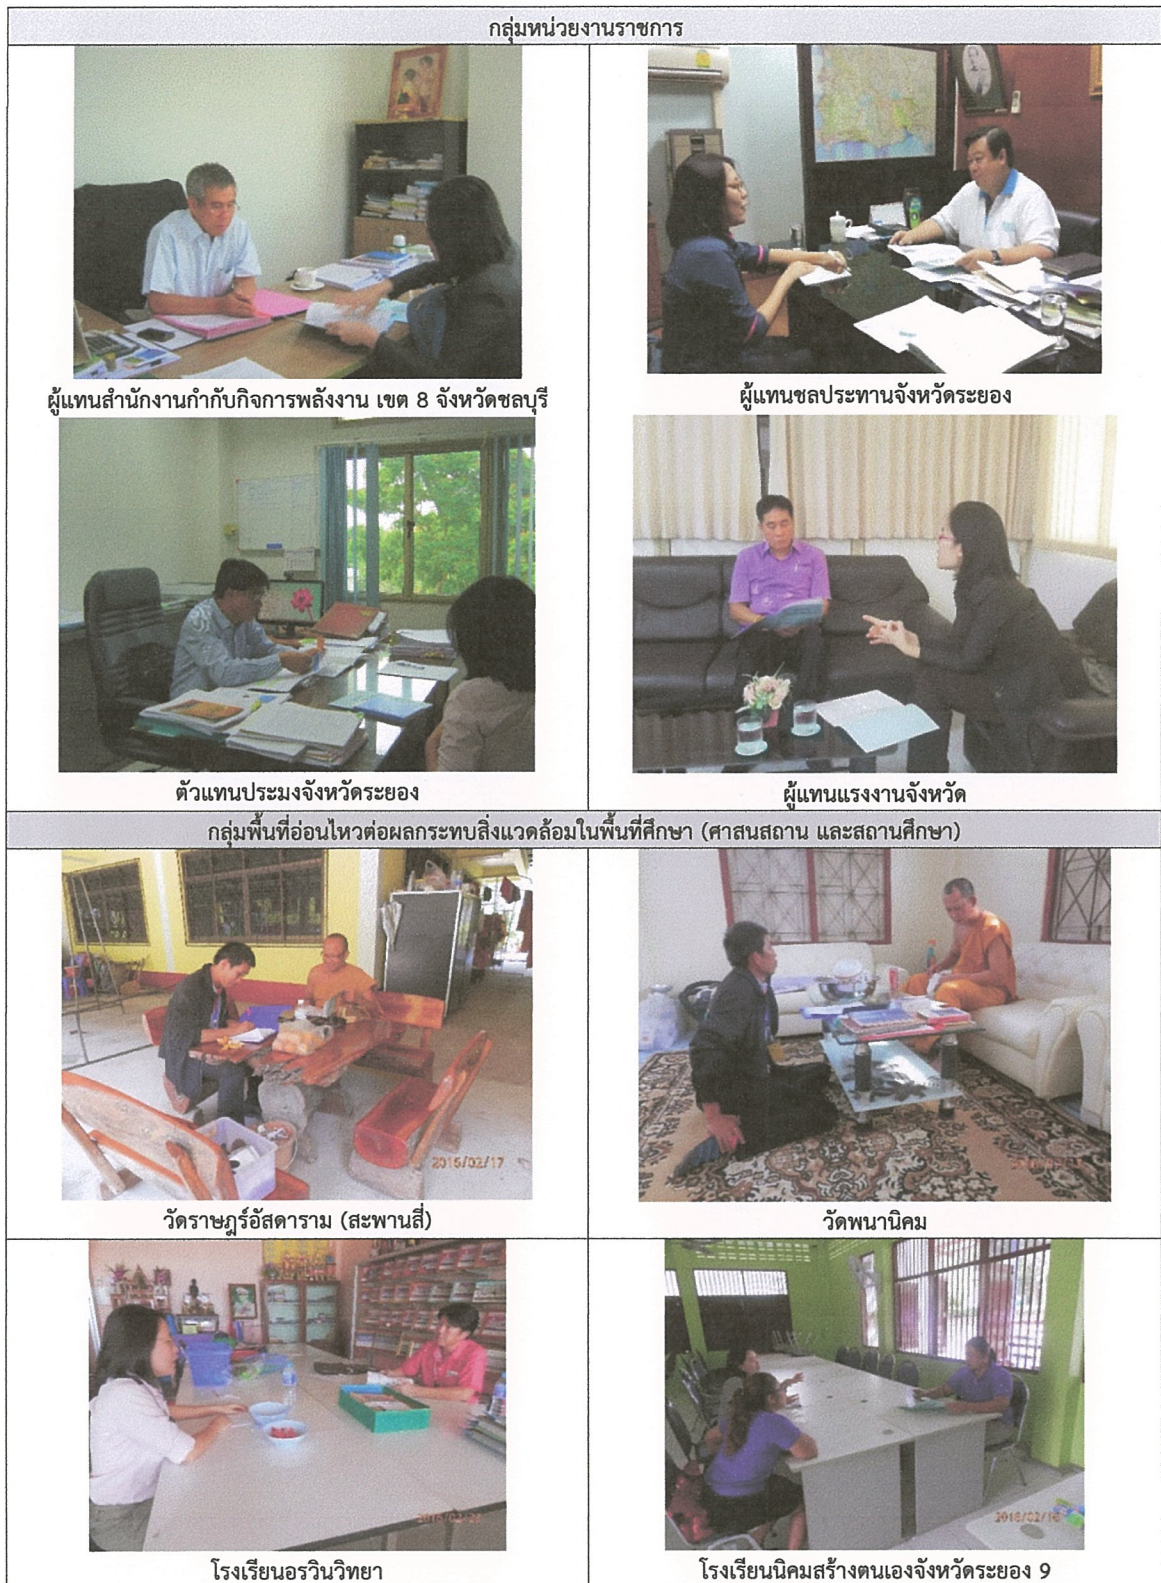 กลุ่มหน่วยงานราชการ
ผู้แทนสำนักงานกำกับกิจการพลังงาน เขต 8 จังหวัดชลบุรี
ผู้แทนชลประทานจังหวัดระยอง
ตัวแทนประมงจังหวัดระยอง
ผู้แทนแรงงานจังหวัด
กลุ่มพื้นที่อ่อนไหวต่อผลกระทบสิ่งแวดล้อมในพื้นที่ศึกษา (ศาสนสถาน และสถานศึกษา)
2015/02/17
วัดราษฎร์อัสดาราม (สะพานสี่)
วัดพนานิคม
โรงเรียนอรวินวิทยา
2016/02/16
โรงเรียนนิคมสร้างตนเองจังหวัดระยอง 9